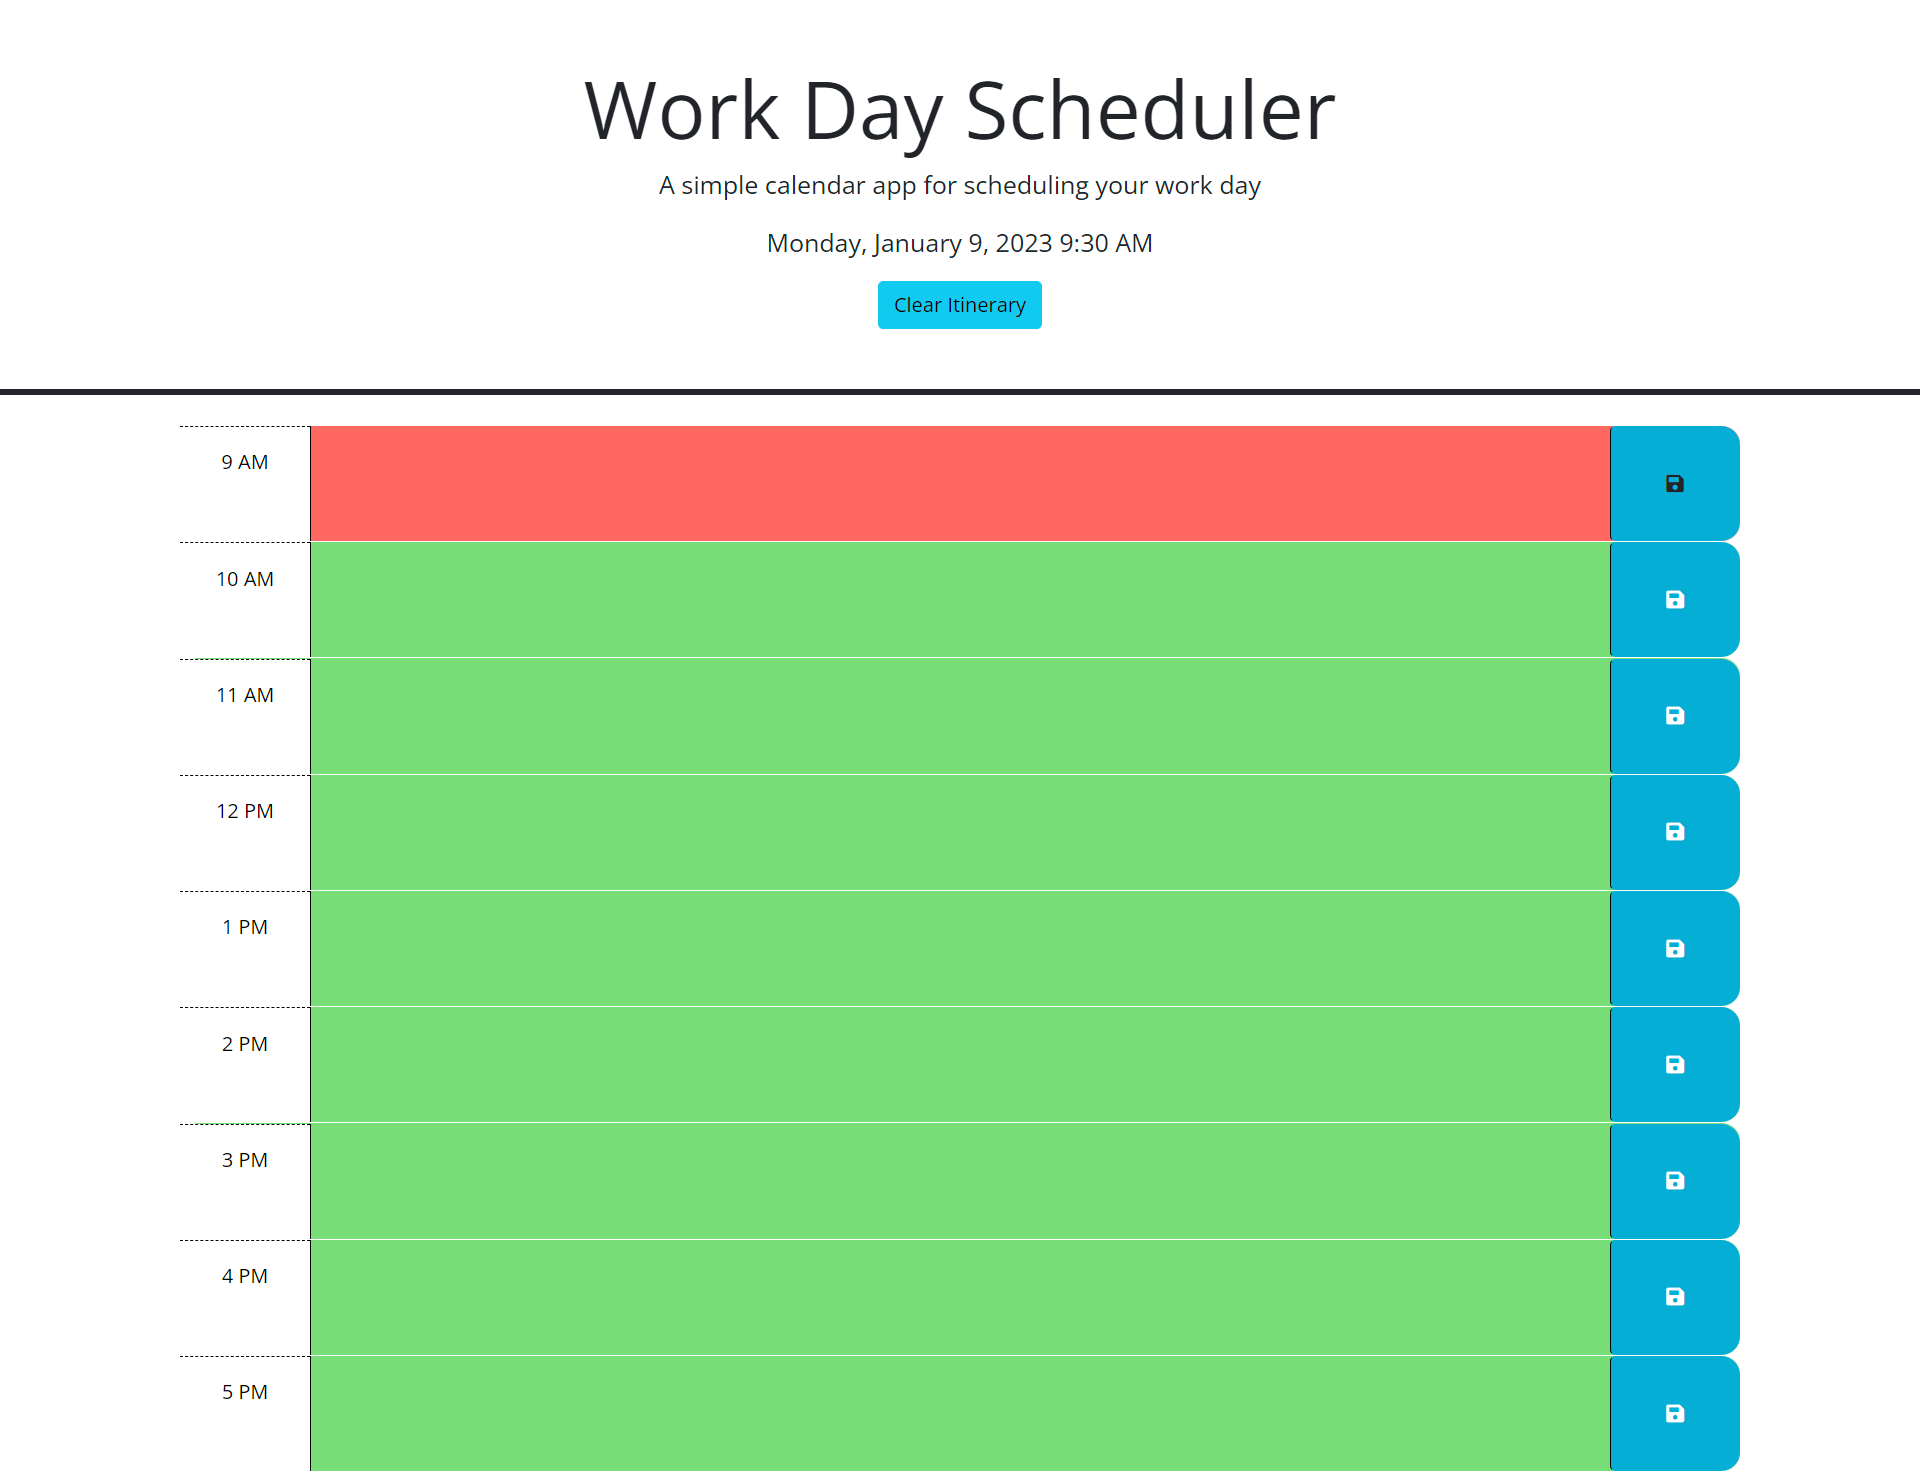 Work Day Scheduler
A simple calendar app for scheduling your work day
Monday, January 9, 2023 9:30 AM
Clear Itinerary
9 AM
10 AM
11 AM
12 PM
1 PM
2 PM
3 PM
4 PM
5 PM